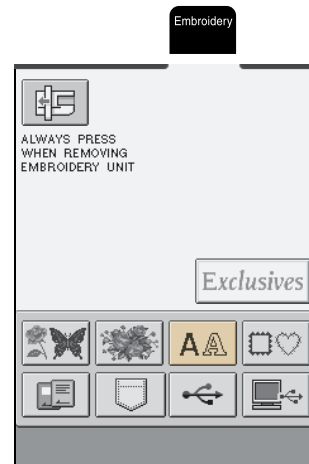 Embroidery
ALWAYS PRESS
WHEN REMOVING
EMBROIDERY UNIT
Exclusives
AA